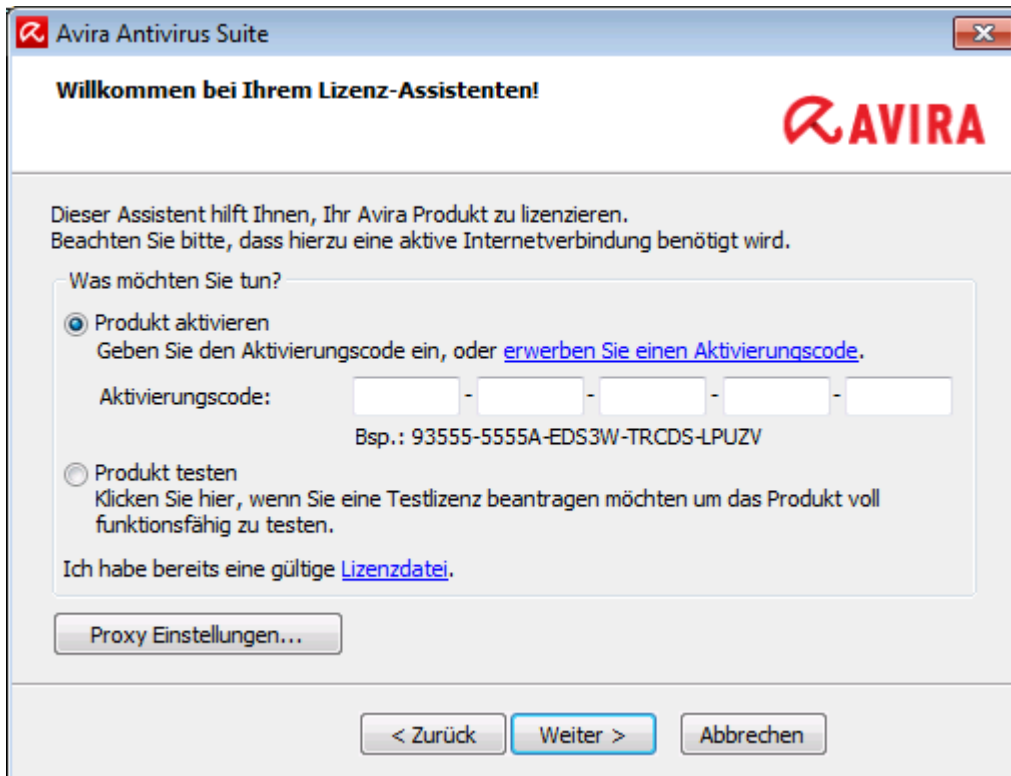 Avira Antivirus Suite
Willkommen bei Ihrem Lizenz-Assistenten!
AVIRA
Dieser Assistent hilft Ihnen, Ihr Avira Produkt zu lizenzieren.
Beachten Sie bitte, dass hierzu eine aktive Internetverbindung benötigt wird.
Was möchten Sie tun?
Produkt aktivieren
Geben Sie den Aktivierungscode ein, oder erwerben Sie einen Aktivierungscode.
Aktivierungscode: - - - -
Bsp.: 93555-5555A-EDS3W-TRCDS-LPUZV
Produkt testen
Klicken Sie hier, wenn Sie eine Testlizenz beantragen möchten um das Produkt voll
funktionsfähig zu testen.
Ich habe bereits eine gültige Lizenzdatei.
Proxy Einstellungen...
< Zurück Weiter > Abbrechen